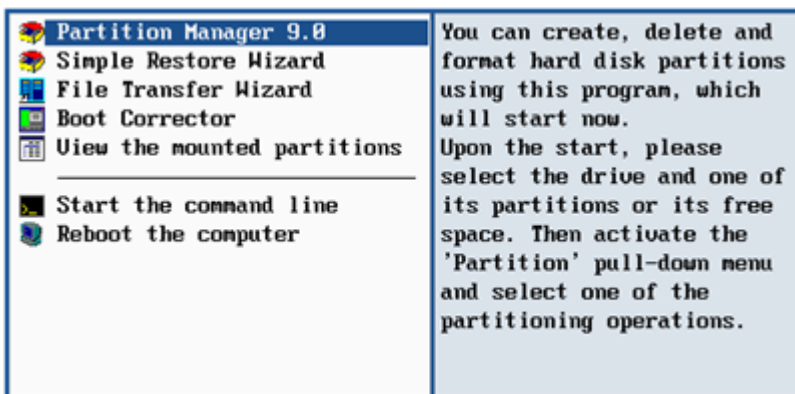 Partition Manager 9.0
Simple Restore Wizard
File Transfer Wizard
Boot Corrector
View the mounted partitions
Start the command line
Reboot the computer
You can create, delete and
format hard disk partitions
using this program, which
will start now.
Upon the start, please
select the drive and one of
its partitions or its free
space. Then activate the
'Partition' pull-down menu
and select one of the
partitioning operations.